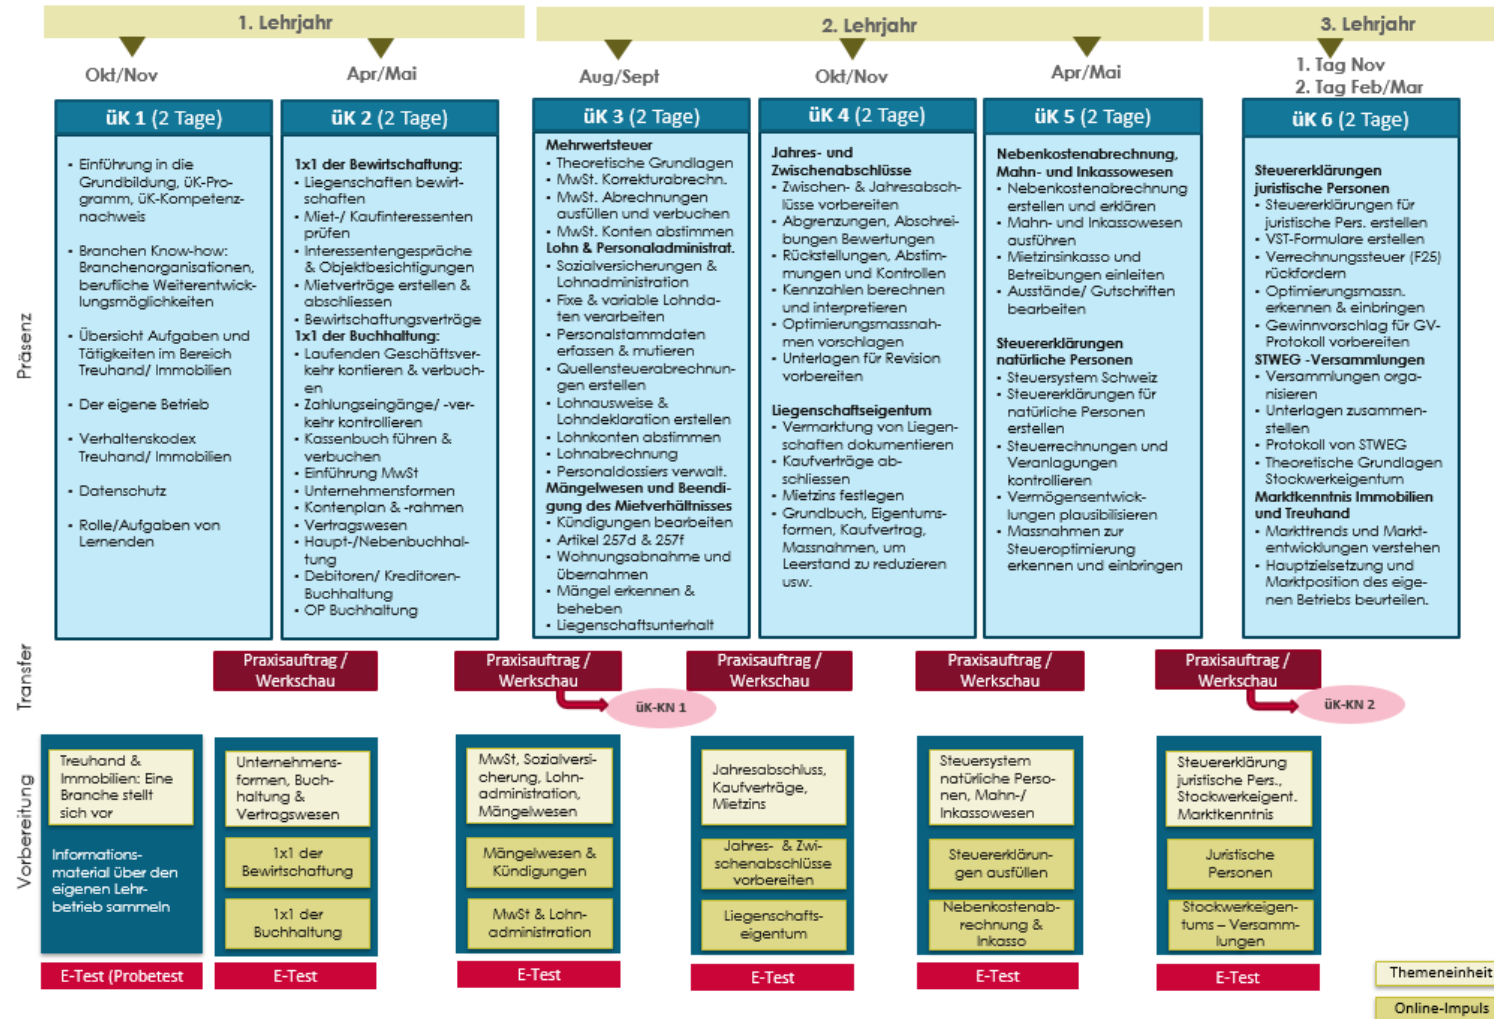 1. Lehrjahr
2. Lehrjahr
3. Lehrjahr
Okt/Nov
Apr/Mai
Aug/Sept
Okt/Nov
Apr/Mai
1. Tag Nov
2. Tag Feb/Mar
Präsenz
üK 1 (2 Tage)
▪ Einführung in die
Grundbildung, üK-Pro-
gramm, üK-Kompetenz-
nachweis
▪ Branchen Know-how:
Branchenorganisationen,
berufliche Weiterentwick-
lungsmöglichkeiten
▪ Übersicht Aufgaben und
Tätigkeiten im Bereich
Treuhand/ Immobilien
▪ Der eigene Betrieb
▪ Verhaltenskodex
Treuhand/ Immobilien
▪ Datenschutz
▪ Rolle/Aufgaben von
Lernenden
üK 2 (2 Tage)
1x1 der Bewirtschaftung:
▪ Liegenschaften bewirt-
schaften
▪ Miet-/ Kaufinteressenten
prüfen
▪ Interessentengespräche
& Objektbesichtigungen
▪ Mietverträge erstellen &
abschliessen
▪ Bewirtschaftungsverträge
1x1 der Buchhaltung:
▪ Laufenden Geschäftsver-
kehr kontieren & verbuch-
en
▪ Zahlungseingänge/ -ver-
kehr kontrollieren
▪ Kassenbuch führen &
verbuchen
▪ Einführung MwSt
▪ Unternehmensformen
▪ Kontenplan & -rahmen
▪ Vertragswesen
▪ Haupt-/Nebenbuchhal-
tung
▪ Debitoren/ Kreditoren-
Buchhaltung
▪ OP Buchhaltung
üK 3 (2 Tage)
Mehrwertsteuer
▪ Theoretische Grundlagen
▪ MwSt. Korrekturabrechn.
▪ MwSt. Abrechnungen
ausfüllen und verbuchen
▪ MwSt. Konten abstimmen
Lohn & Personaladministrat.
▪ Sozialversicherungen &
Lohnadministration
▪ Fixe & variable Lohnda-
ten verarbeiten
▪ Personalstammdaten
erfassen & mutieren
▪ Quellensteuerabrechnun-
gen erstellen
▪ Lohnausweise &
Lohndeklaration erstellen
▪ Lohnkonten abstimmen
▪ Lohnabrechnung
▪ Personaldossiers verwalt.
Mängelwesen und Beendi-
gung des Mietverhältnisses
▪ Kündigungen bearbeiten
▪ Artikel 257d & 257f
▪ Wohnungsabnahme und
übernahmen
▪ Mängel erkennen &
beheben
▪ Liegenschaftsunterhalt
üK 4 (2 Tage)
Jahres- und
Zwischenabschlüsse
▪ Zwischen- & Jahresabsch-
lüsse vorbereiten
▪ Abgrenzungen, Abschrei-
bungen Bewertungen
▪ Rückstellungen, Abstim-
mungen und Kontrollen
▪ Kennzahlen berechnen
und interpretieren
▪ Optimierungsmassnah-
men vorschlagen
▪ Unterlagen für Revision
vorbereiten
Liegenschaftseigentum
▪ Vermarktung von Liegen-
schaften dokumentieren
▪ Kaufverträge ab-
schliessen
▪ Mietzins festlegen
▪ Grundbuch, Eigentums-
formen, Kaufvertrag,
Massnahmen, um
Leerstand zu reduzieren
usw.
üK 5 (2 Tage)
Nebenkostenabrechnung,
Mahn- und Inkassowesen
▪ Nebenkostenabrechnung
erstellen und erklären
▪ Mahn- und Inkassowesen
ausführen
▪ Mietzinsinkasso und
Betreibungen einleiten
▪ Ausstände/ Gutschriften
bearbeiten
Steuererklärungen
natürliche Personen
▪ Steuersystem Schweiz
▪ Steuererklärungen für
natürliche Personen
erstellen
▪ Steuerrechnungen und
Veranlagungen
kontrollieren
▪ Vermögensentwick-
lungen plausibilisieren
▪ Massnahmen zur
Steueroptimierung
erkennen und einbringen
üK 6 (2 Tage)
Steuererklärungen
juristische Personen
▪ Steuererklärungen für
juristische Pers. erstellen
▪ VST-Formulare erstellen
▪ Verrechnungssteuer (F25)
rückfordern
▪ Optimierungsmassn.
erkennen & einbringen
▪ Gewinnvorschlag für GV-
Protokoll vorbereiten
STWEG -Versammlungen
▪ Versammlungen orga-
nisieren
▪ Unterlagen zusammen-
stellen
▪ Protokoll von STWEG
▪ Theoretische Grundlagen
Stockwerkeigentum
Marktkenntnis Immobilien
und Treuhand
▪ Markttrends und Markt-
entwicklungen verstehen
▪ Hauptzielsetzung und
Marktposition des eige-
nen Betriebs beurteilen.
Transfer
Praxisauftrag /
Werkschau
Praxisauftrag /
Werkschau
Praxisauftrag /
Werkschau
Praxisauftrag /
Werkschau
Praxisauftrag /
Werkschau
üK-KN 1
üK-KN 2
Vorbereitung
Treuhand &
Immobilien: Eine
Branche stellt
sich vor
Informations-
material über den
eigenen Lehr-
betrieb sammeln
E-Test (Probetest
Unternehmens-
formen, Buch-
haltung &
Vertragswesen
1x1 der
Bewirtschaftung
1x1 der
Buchhaltung
E-Test
MwSt, Sozialversi-
cherung, Lohn-
administration,
Mängelwesen
Mängelwesen &
Kündigungen
MwSt & Lohn-
administrration
E-Test
Jahresabschluss,
Kaufverträge,
Mietzins
Jahres- & Zwi-
schenabschlüsse
vorbereiten
Liegenschafts-
eigentum
E-Test
Steuersystem
natürliche Perso-
nen, Mahn-/
Inkassowesen
Steuererklärun-
gen ausfüllen
Nebenkostenab-
rechnung &
Inkasso
E-Test
Steuererklärung
juristische Pers.,
Stockwerkeigent.
Marktkenntnis
Juristische
Personen
Stockwerkeigen-
tums – Versamm-
lungen
E-Test
Themeneinheit
Online-Impuls